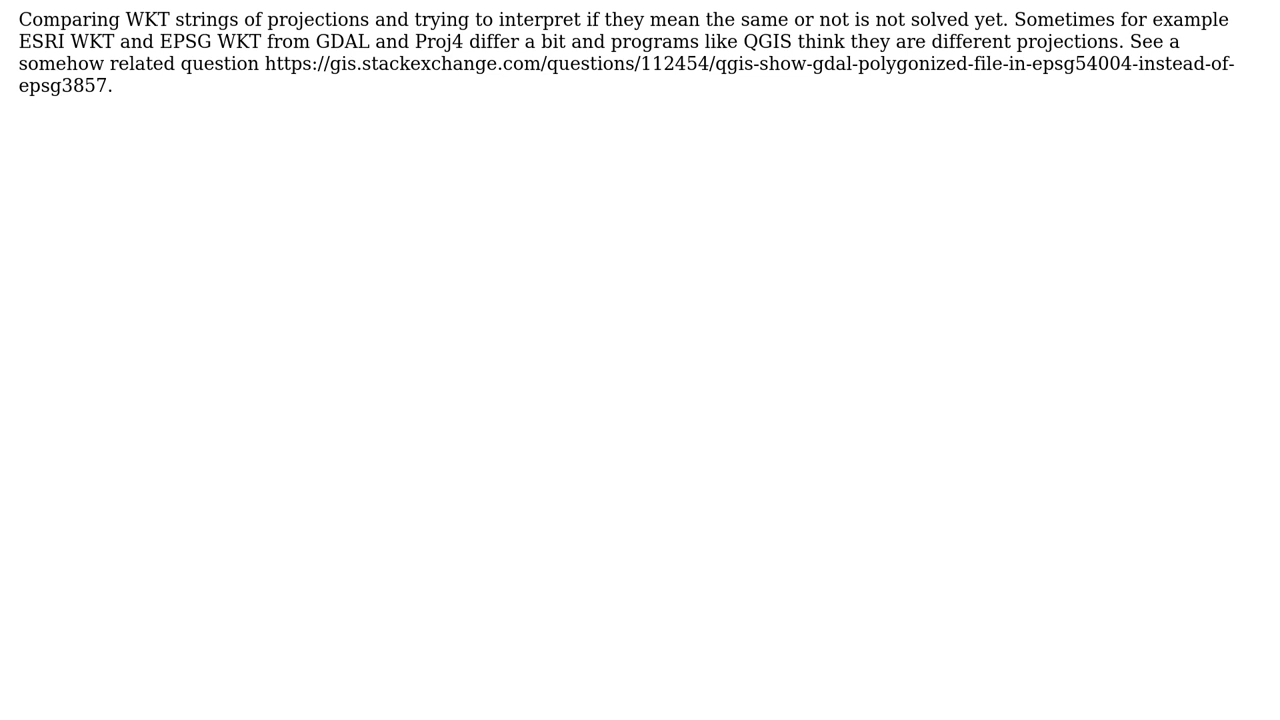 Comparing WKT strings of projections and trying to interpret if they mean the same or not is not solved yet. Sometimes for example
ESRI WKT and EPSG WKT from GDAL and Proj4 differ a bit and programs like QGIS think they are different projections. See a
somehow related question https://gis.stackexchange.com/questions/112454/qgis-show-gdal-polygonized-file-in-epsg54004-instead-of-
epsg3857.